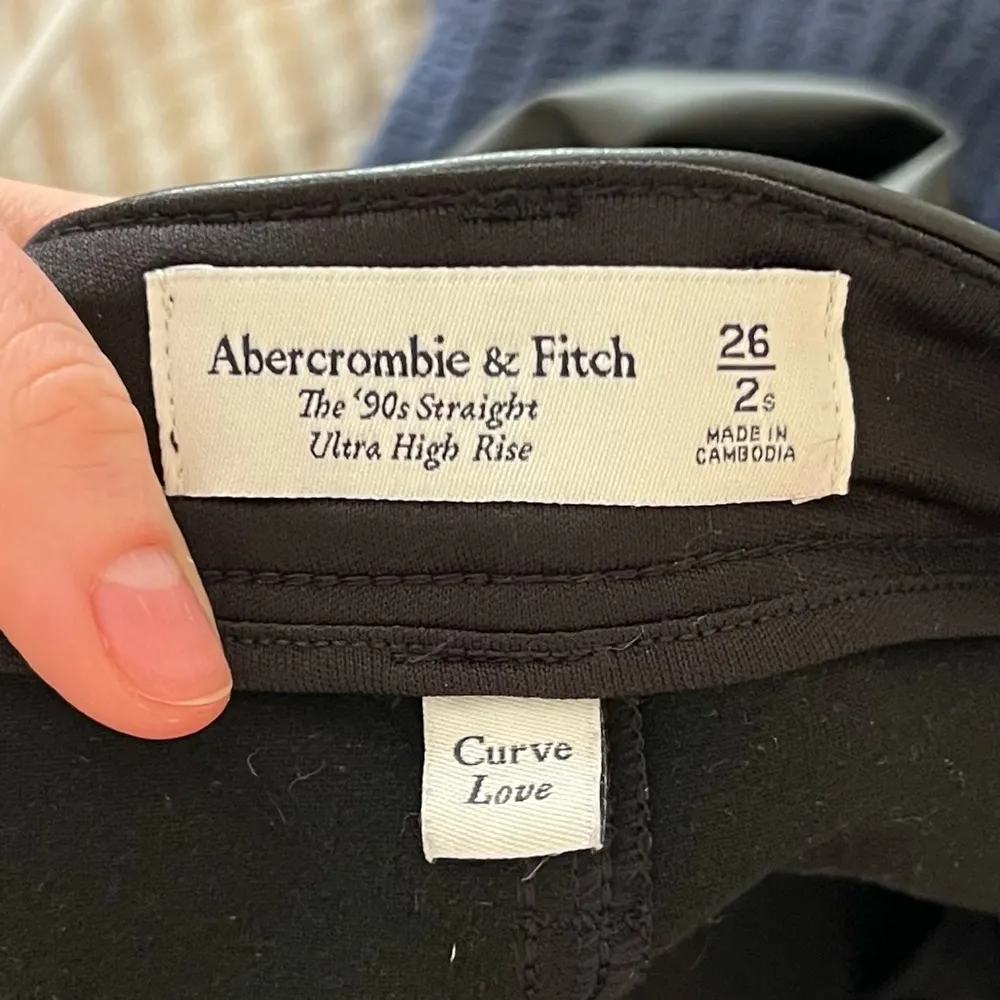 Abercrombie & Fitch
The ‘90s Straight
Ultra High Rise
26
2s
MADE IN
CAMBODIA
Curve
Love